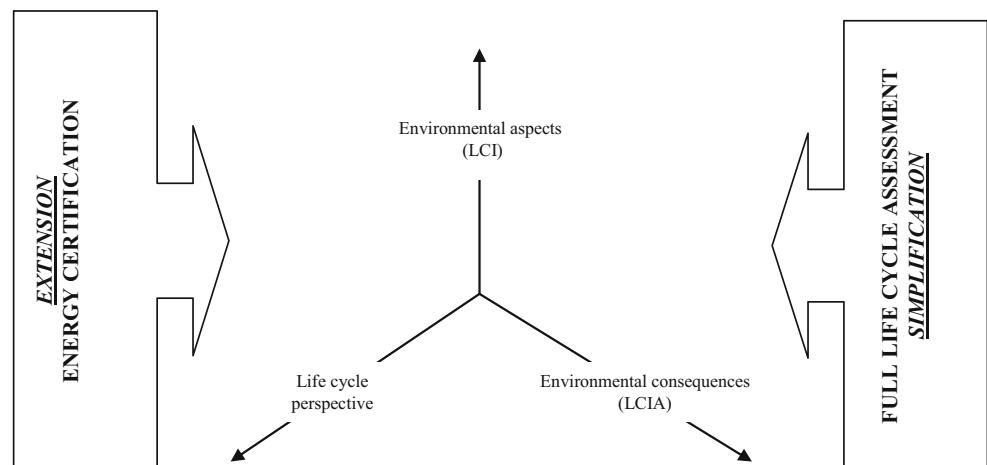 EXTENSION
ENERGY CERTIFICATION
Environmental aspects
(LCI)
Life cycle
perspective
Environmental consequences
(LCIA)
FULL LIFE CYCLE ASSESSMENT
SIMPLIFICATION